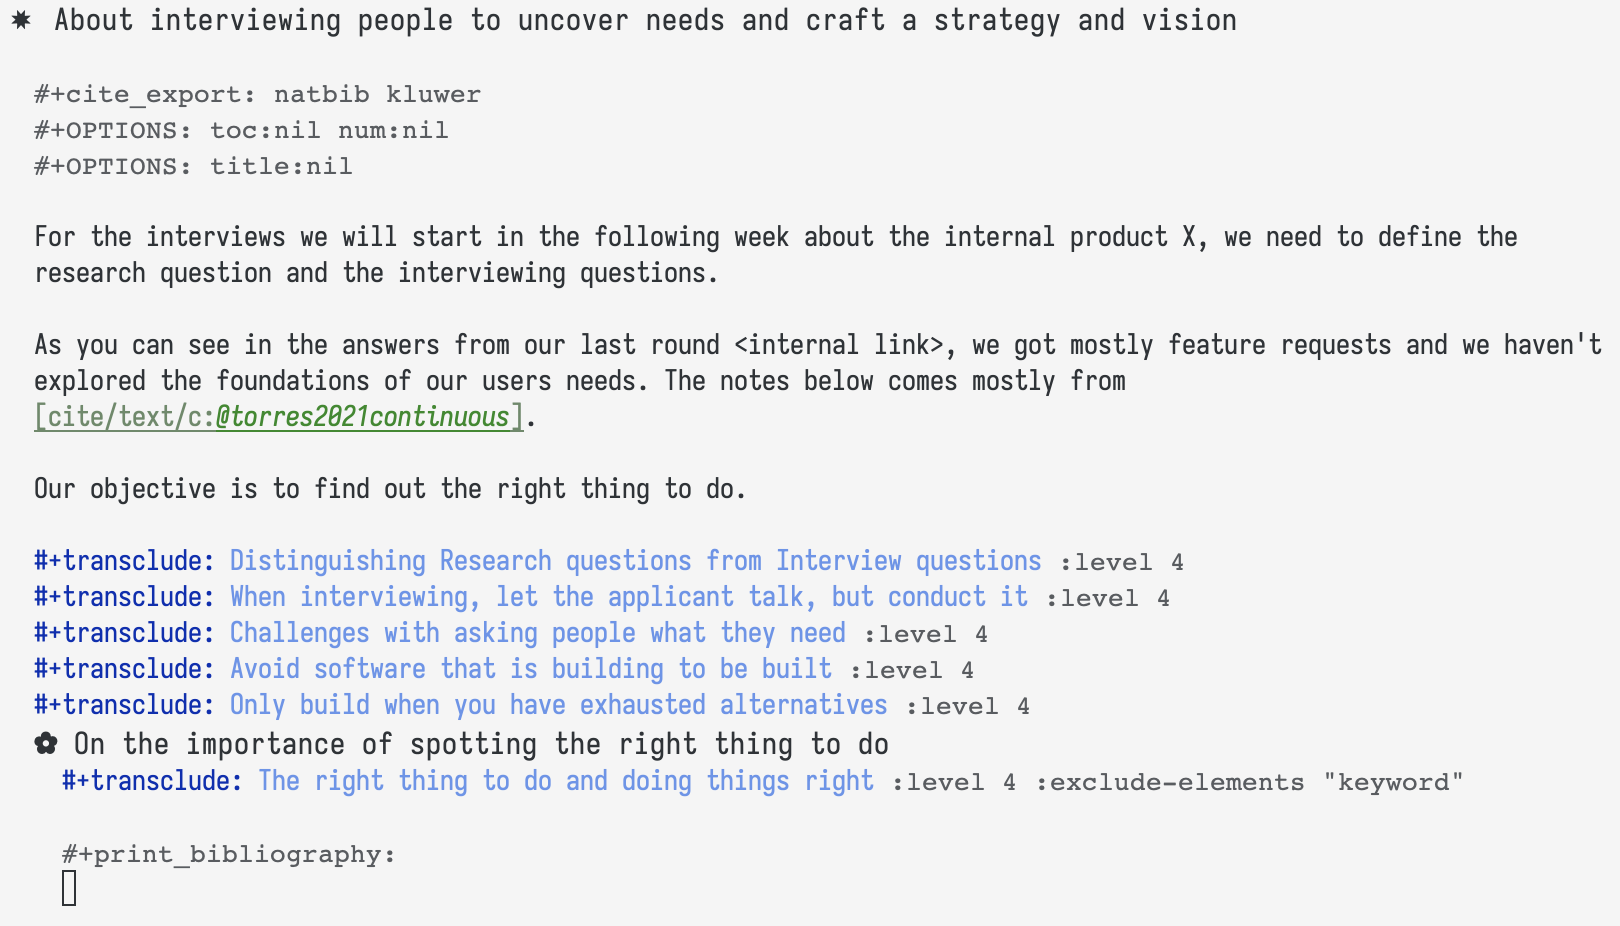 About interviewing people to uncover needs and craft a strategy and vision
#+cite_export: natbib kluwer
#+OPTIONS: toc:nil num:nil
#+OPTIONS: title:nil
For the interviews we will start in the following week about the internal product X, we need to define the
research question and the interviewing questions.
As you can see in the answers from our last round <internal link>, we got mostly feature requests and we haven't
explored the foundations of our users needs. The notes below comes mostly from
[cite/text/c:@torres2021continuous].
Our objective is to find out the right thing to do.
#+transclude: Distinguishing Research questions from Interview questions :level 4
#+transclude: When interviewing, let the applicant talk, but conduct it :level 4
#+transclude: Challenges with asking people what they need :level 4
#+transclude: Avoid software that is building to be built :level 4
#+transclude: Only build when you have exhausted alternatives :level 4
On the importance of spotting the right thing to do
#+transclude: The right thing to do and doing things right :level 4 :exclude-elements "keyword"
#+print_bibliography: